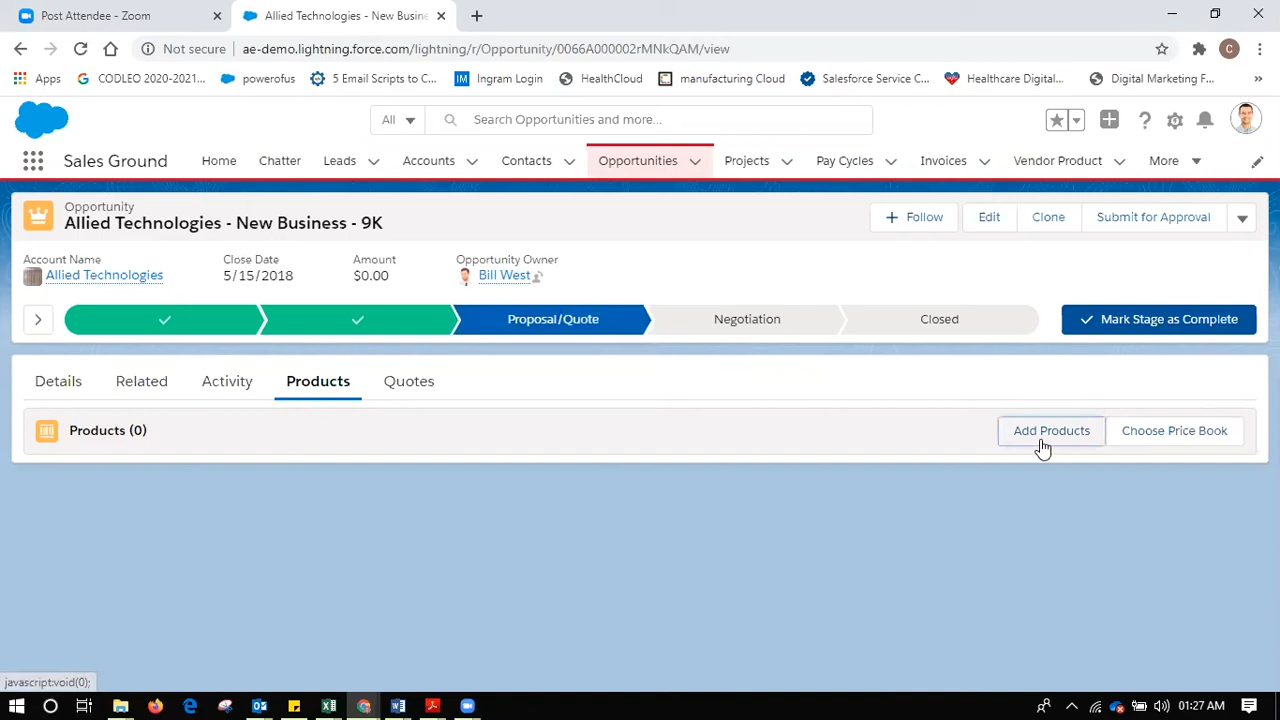 Post Attendee - Zoom
Allied Technologies - New Busine
Not secure
ae-demo.lightning.force.com/lightning/r/Opportunity/0066A000002rMNkQAM/view
C
Apps
CODLEO 2020-2021...
powerofus
5 Email Scripts to C...
IM
Ingram Login
HealthCloud
manufacturing Cloud
Salesforce Service C...
Healthcare Digital...
Digital Marketing F...
»
All
Search Opportunities and more...
Sales Ground
Home
Chatter
Leads
Accounts
Contacts
Opportunities
Projects
Pay Cycles
Invoices
Vendor Product
More
Opportunity
Allied Technologies - New Business - 9K
+ Follow
Edit
Clone
Submit for Approval
Account Name
Close Date
Amount
Opportunity Owner
Allied Technologies
5/15/2018
$0.00
Bill West
Proposal/Quote
Negotiation
Closed
Mark Stage as Complete
Details
Related
Activity
Products
Quotes
Products (0)
Add Products
Choose Price Book
javascript:void(0);
01:27 AM